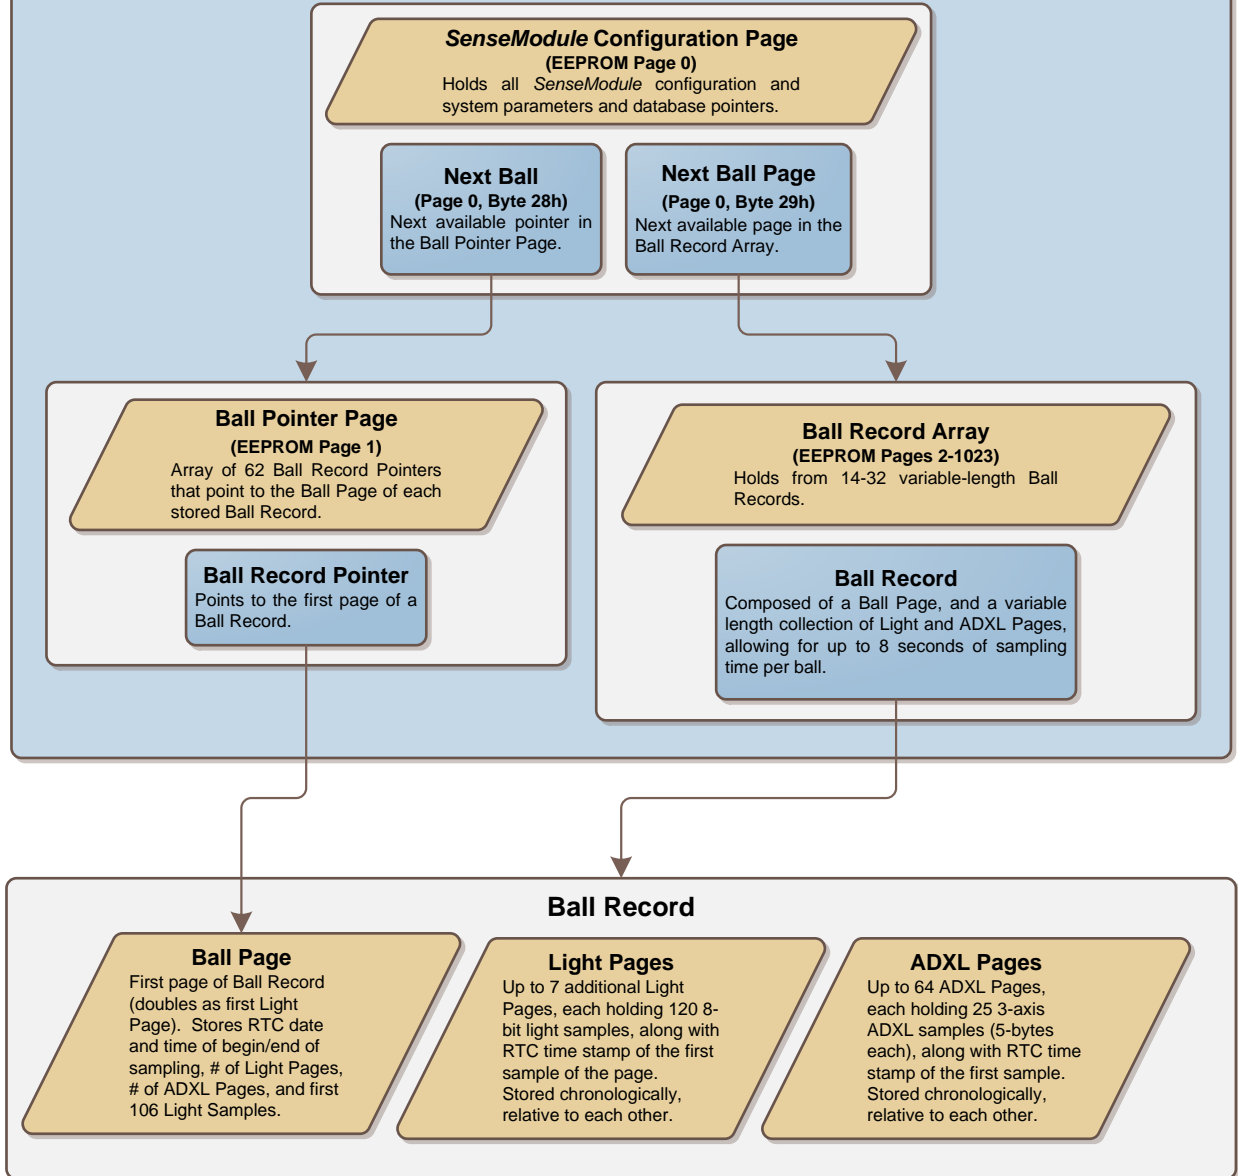 SenseModule Configuration Page
(EEPROM Page 0)
Holds all SenseModule configuration and
system parameters and database pointers.
Next Ball
(Page 0, Byte 28h)
Next available pointer in
the Ball Pointer Page.
Next Ball Page
(Page 0, Byte 29h)
Next available page in the
Ball Record Array.
Ball Pointer Page
(EEPROM Page 1)
Array of 62 Ball Record Pointers
that point to the Ball Page of each
stored Ball Record.
Ball Record Pointer
Points to the first page of a
Ball Record.
Ball Record Array
(EEPROM Pages 2-1023)
Holds from 14-32 variable-length Ball
Records.
Ball Record
Composed of a Ball Page, and a variable
length collection of Light and ADXL Pages,
allowing for up to 8 seconds of sampling
time per ball.
Ball Record
Ball Page
First page of Ball Record
(doubles as first Light
Page). Stores RTC date
and time of begin/end of
sampling, # of Light Pages,
# of ADXL Pages, and first
106 Light Samples.
Light Pages
Up to 7 additional Light
Pages, each holding 120 8-
bit light samples, along with
RTC time stamp of the first
sample of the page.
Stored chronologically,
relative to each other.
ADXL Pages
Up to 64 ADXL Pages,
each holding 25 3-axis
ADXL samples (5-bytes
each), along with RTC time
stamp of the first sample.
Stored chronologically,
relative to each other.